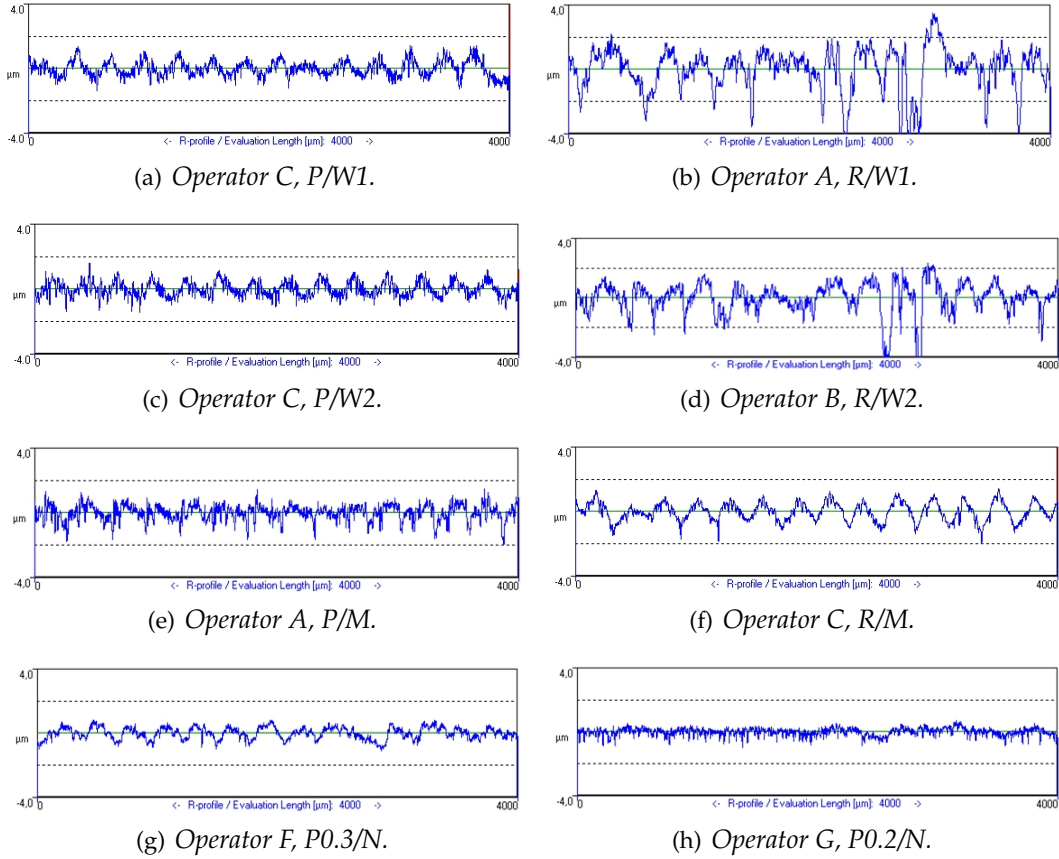 4.0
µm
-4.0
0
<- R-profile / Evaluation Length [µm]: 4000 ->
4000
(a) Operator C, P/W1.
4.0
µm
-4.0
0
<- R-profile / Evaluation Length [µm]: 4000 ->
4000
(b) Operator A, R/W1.
4.0
µm
-4.0
0
<- R-profile / Evaluation Length [µm]: 4000 ->
4000
(c) Operator C, P/W2.
4.0
µm
-4.0
0
<- R-profile / Evaluation Length [µm]: 4000 ->
4000
(d) Operator B, R/W2.
4.0
µm
-4.0
0
<- R-profile / Evaluation Length [µm]: 4000 ->
4000
(e) Operator A, P/M.
4.0
µm
-4.0
0
<- R-profile / Evaluation Length [µm]: 4000 ->
4000
(f) Operator C, R/M.
4.0
µm
-4.0
0
<- R-profile / Evaluation Length [µm]: 4000 ->
4000
(g) Operator F, P0.3/N.
4.0
µm
-4.0
0
<- R-profile / Evaluation Length [µm]: 4000 ->
4000
(h) Operator G, P0.2/N.